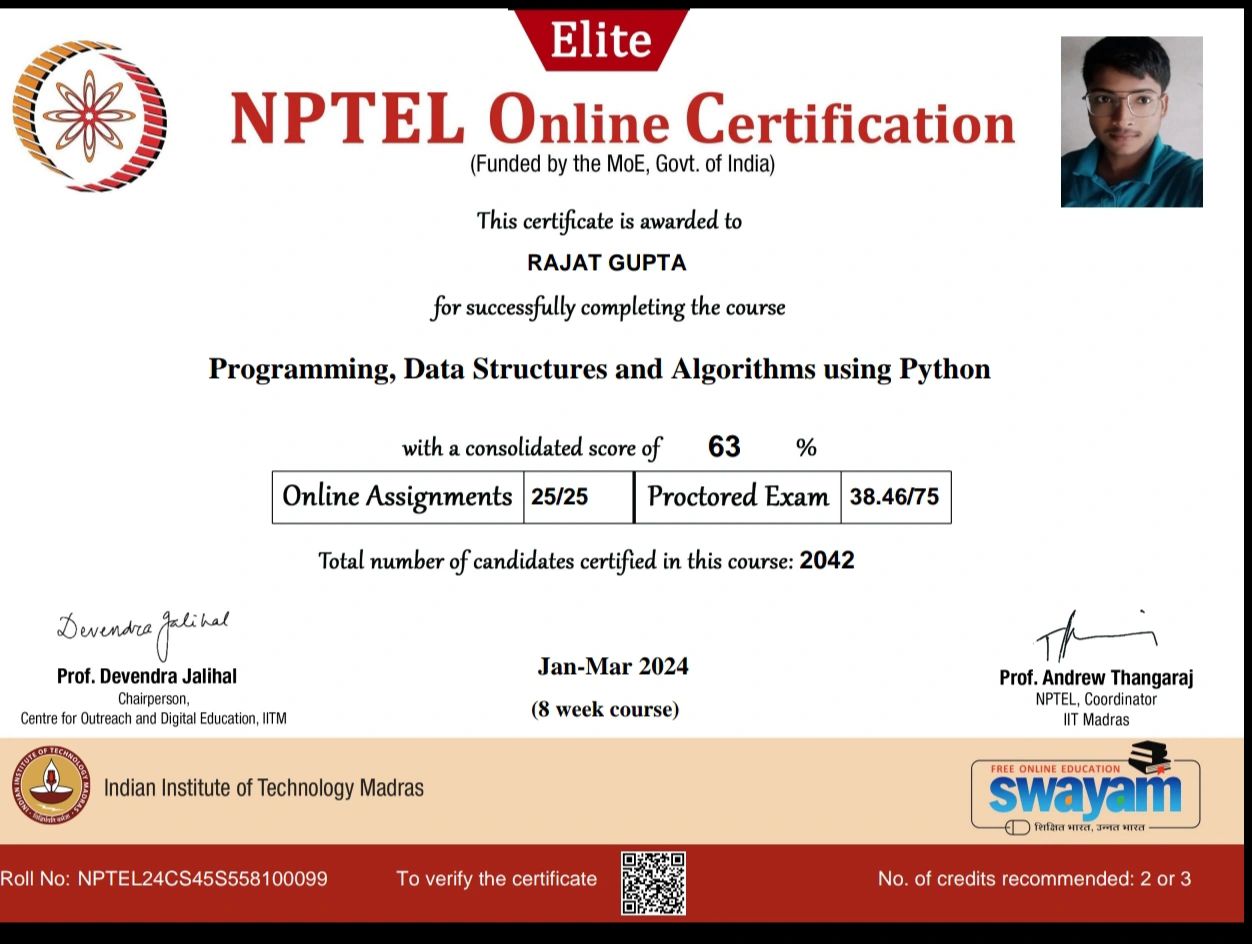 Elite
NPTEL Online Certification
(Funded by the MoE, Govt. of India)
This certificate is awarded to
RAJAT GUPTA
for successfully completing the course
Programming, Data Structures and Algorithms using Python
with a consolidated score of 63 %
Online Assignments 25/25 Proctored Exam 38.46/75
Total number of candidates certified in this course: 2042
Devendra Jalihal
Prof. Devendra Jalihal
Chairperson,
Centre for Outreach and Digital Education, IITM
Jan-Mar 2024
(8 week course)
Prof. Andrew Thangaraj
NPTEL, Coordinator
IIT Madras
INDIAN INSTITUTE OF TECHNOLOGY MADRAS
Indian Institute of Technology Madras
FREE ONLINE EDUCATION
swayam
शिक्षित भारत, उन्नत भारत
Roll No: NPTEL24CS45S558100099
To verify the certificate
No. of credits recommended: 2 or 3